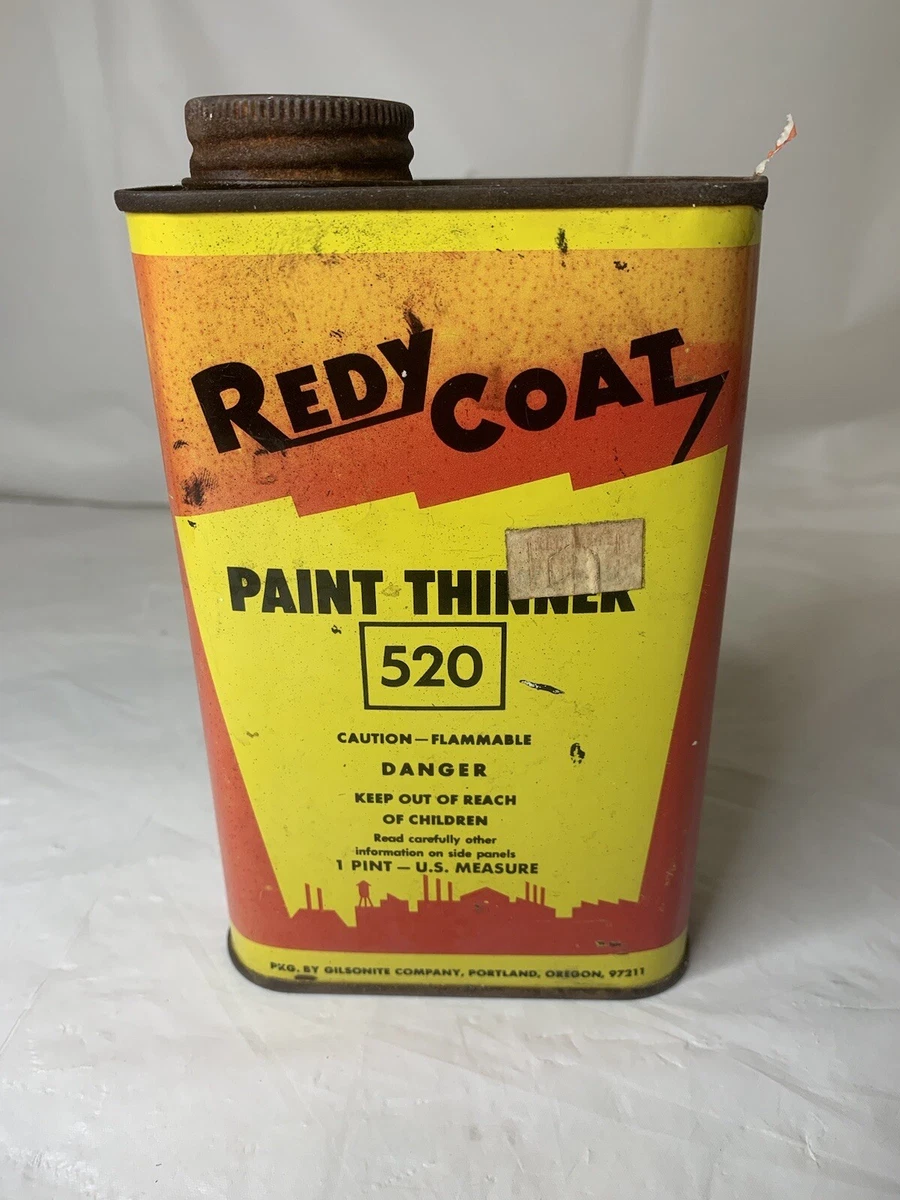 REDY COAT
PAINT THINNER
520
CAUTION—FLAMMABLE
DANGER
KEEP OUT OF REACH
OF CHILDREN
Read carefully other
information on side panels
1 PINT — U.S. MEASURE
PKG. BY GILSONITE COMPANY, PORTLAND, OREGON, 97211